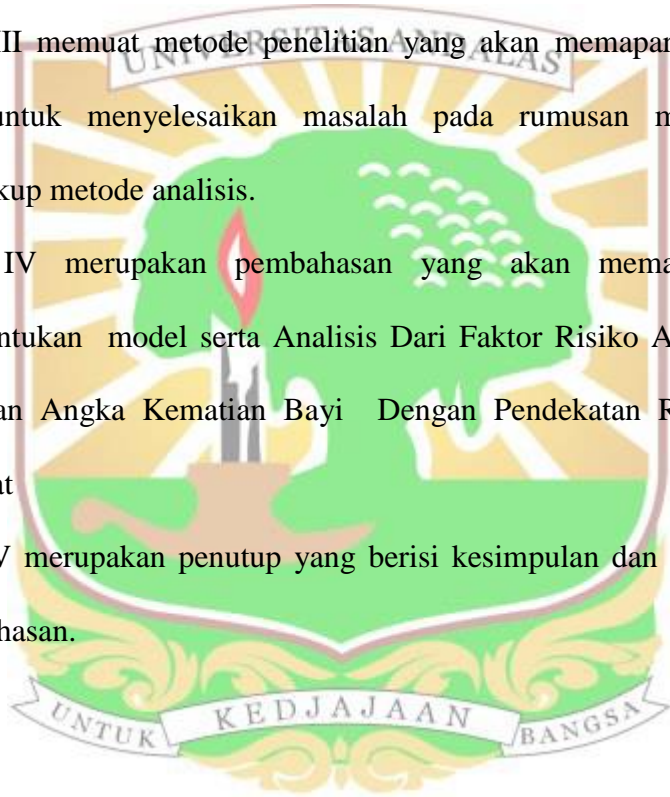 UNIVERSITAS ANDALAS
III memuat metode penelitian yang akan memapar
untuk menyelesaikan masalah pada rumusan m
kup metode analisis.
IV merupakan pembahasan yang akan mema
ntukan model serta Analisis Dari Faktor Risiko A
an Angka Kematian Bayi Dengan Pendekatan R
at
V merupakan penutup yang berisi kesimpulan dan
hasan.
UNTUK KEDJAJAAN BANGSA